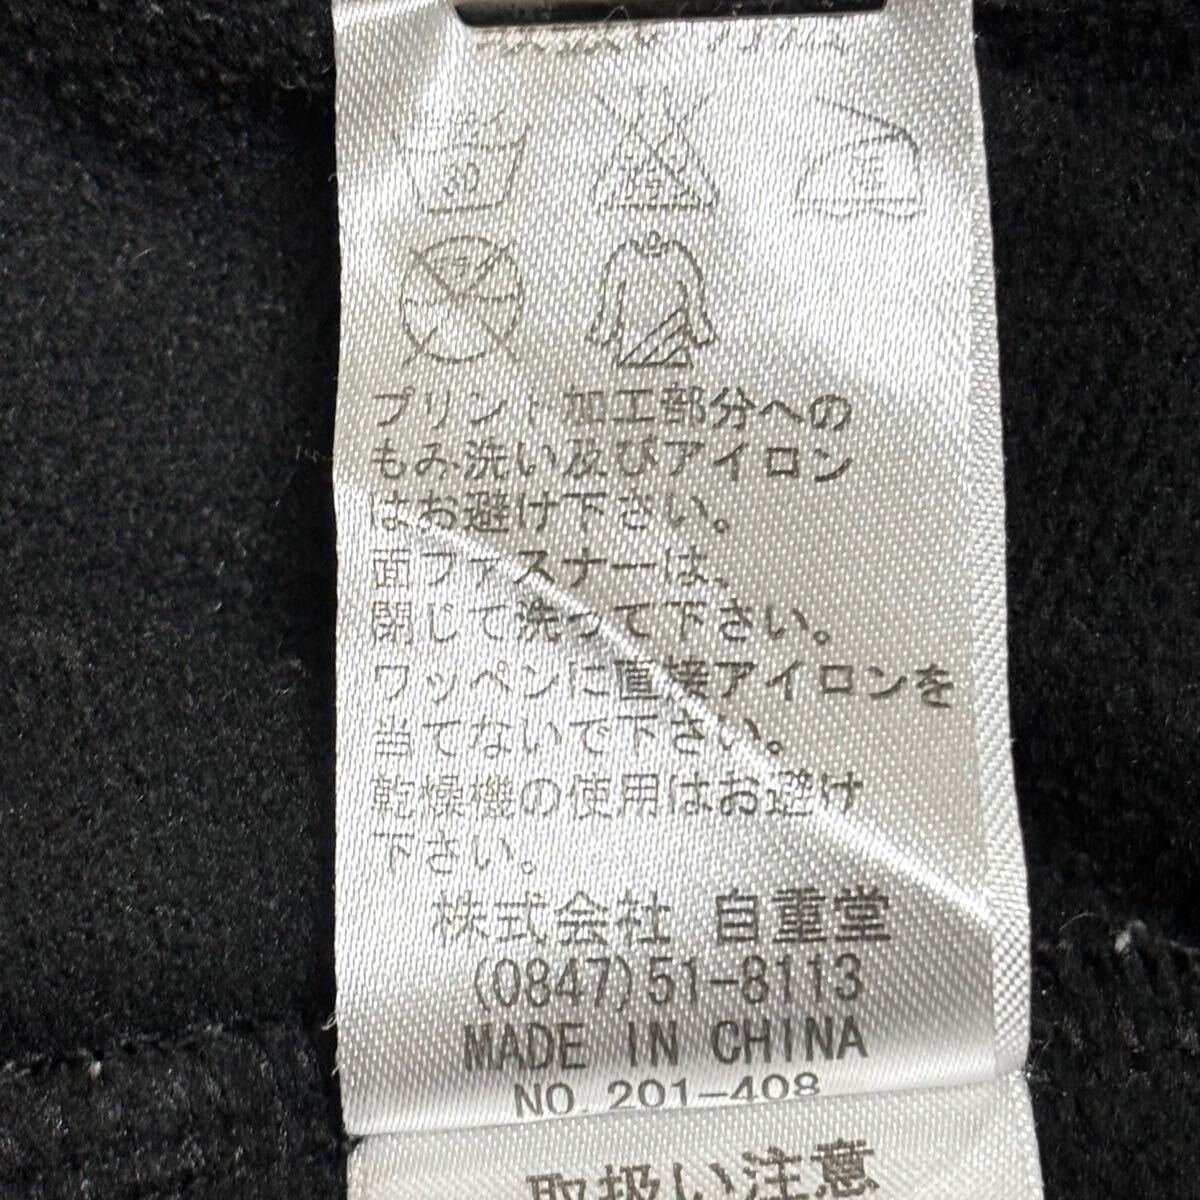 プリント加工部分への
もみ洗い及びアイロン
はお避け下さい。
面ファスナーは、
閉じて洗って下さい。
ワッペンに直接アイロンを
当てないで下さい。
乾燥機の使用はお避け
下さい。
株式会社 自重堂
(0847)51-8113
MADE IN CHINA
NO. 201-408
取扱い注意